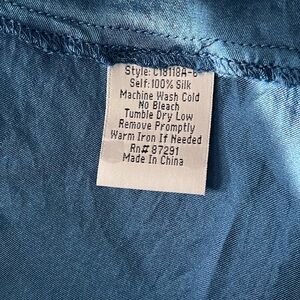 Style: C18118A-6
Self:100% Silk
Machine Wash Cold
No Bleach
Tumble Dry Low
Remove Promptly
Warm Iron If Needed
Rn# 87291
Made In China